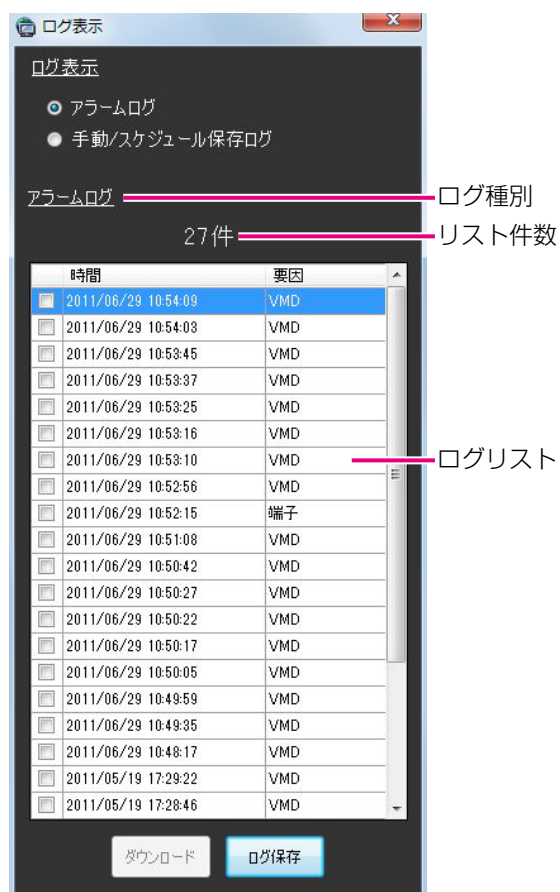 ログ表示
ログ表示
アラームログ
手動/スケジュール保存ログ
アラームログ
ログ種別
27件
リスト件数
時間 要因
2011/06/29 10:54:09 VMD
2011/06/29 10:54:03 VMD
2011/06/29 10:53:45 VMD
2011/06/29 10:53:37 VMD
2011/06/29 10:53:25 VMD
2011/06/29 10:53:16 VMD
2011/06/29 10:53:10 VMD
ログリスト
2011/06/29 10:52:56 VMD
2011/06/29 10:52:15 端子
2011/06/29 10:51:08 VMD
2011/06/29 10:50:42 VMD
2011/06/29 10:50:27 VMD
2011/06/29 10:50:22 VMD
2011/06/29 10:50:17 VMD
2011/06/29 10:50:05 VMD
2011/06/29 10:49:59 VMD
2011/06/29 10:49:35 VMD
2011/06/29 10:48:17 VMD
2011/05/19 17:29:22 VMD
2011/05/19 17:28:46 VMD
ダウンロード ログ保存